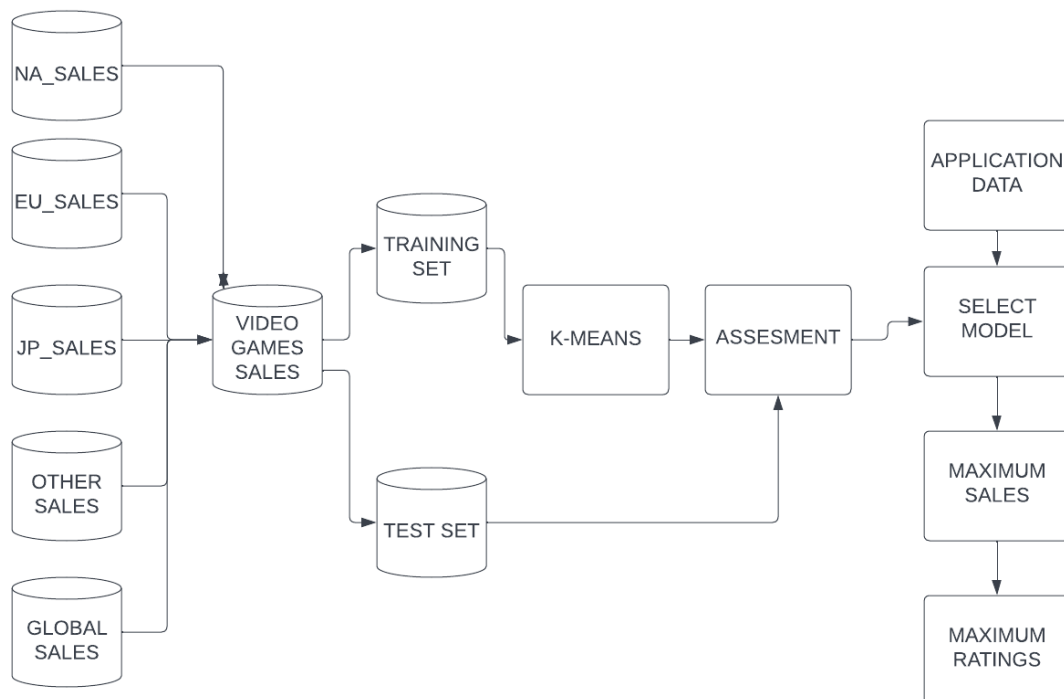 NA_SALES
EU_SALES
JP_SALES
OTHER
SALES
GLOBAL
SALES
VIDEO
GAMES
SALES
TRAINING
SET
TEST SET
K-MEANS
ASSESMENT
APPLICATION
DATA
SELECT
MODEL
MAXIMUM
SALES
MAXIMUM
RATINGS